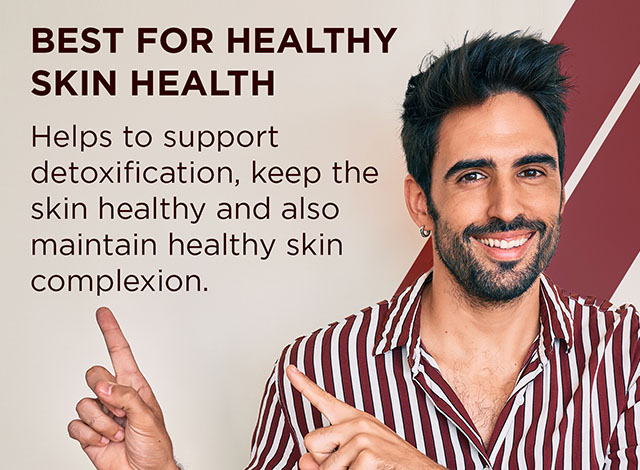 BEST FOR HEALTHY
SKIN HEALTH
Helps to support
detoxification, keep the
skin healthy and also
maintain healthy skin
complexion.